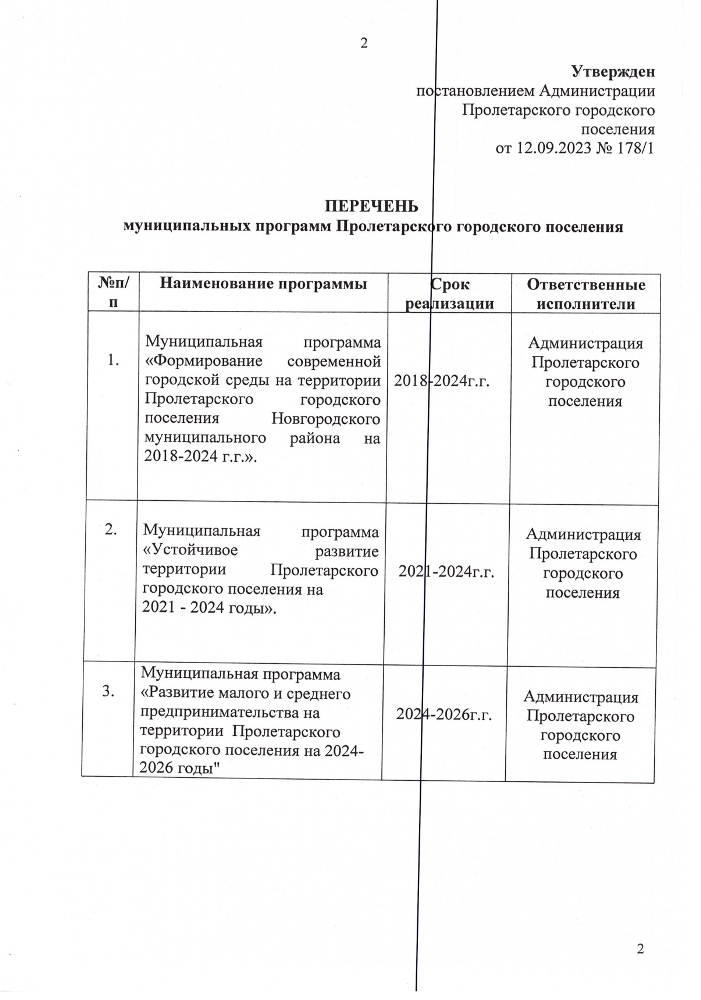 2
Утвержден
постановлением Администрации
Пролетарского городского
поселения
от 12.09.2023 № 178/1
ПЕРЕЧЕНЬ
муниципальных программ Пролетарского городского поселения
№п/
п
Наименование программы
Срок
реализации
Ответственные
исполнители
1.
Муниципальная программа
«Формирование современной
городской среды на территории
Пролетарского городского
поселения Новгородского
муниципального района на
2018-2024 г.г.».
2018-2024г.г.
Администрация
Пролетарского
городского
поселения
2.
Муниципальная программа
«Устойчивое развитие
территории Пролетарского
городского поселения на
2021 - 2024 годы».
2021-2024г.г.
Администрация
Пролетарского
городского
поселения
3.
Муниципальная программа
«Развитие малого и среднего
предпринимательства на
территории Пролетарского
городского поселения на 2024-
2026 годы"
2024-2026г.г.
Администрация
Пролетарского
городского
поселения
2